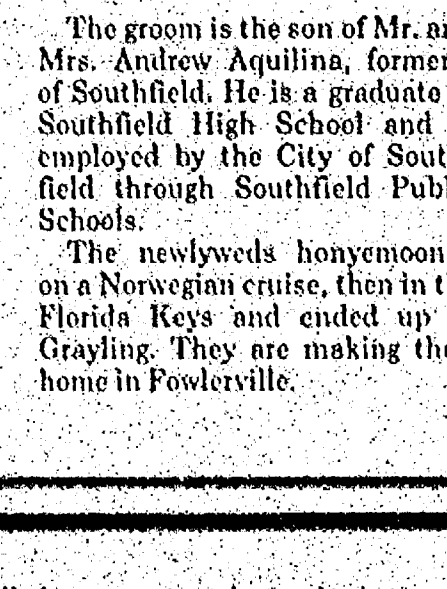 The groom is the son of Mr. an
Mrs. Andrew Aquilina, former
of Southfield. He is a graduate
Southfield High School and
employed by the City of Sout
field through Southfield Publ
Schools.
The newlyweds honyemoon
on a Norwegian cruise, then in t
Florida Keys and ended up
Grayling. They are making the
home in Fowlerville.